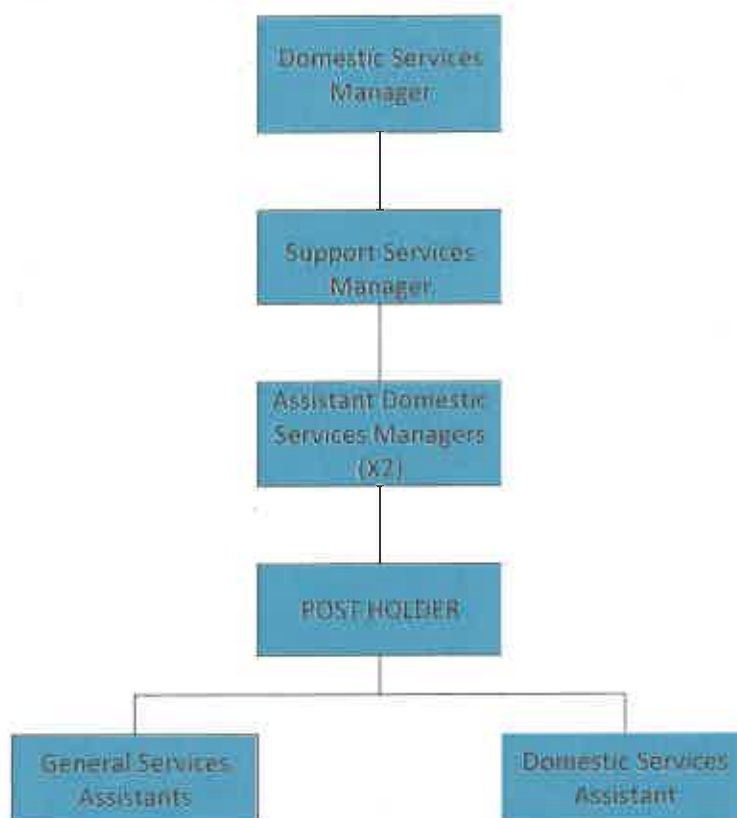 Domestic Services
Manager
Support Services
Manager.
Assistant Domestic
Services Managers
(X2)
POST HOLDER
General Services
Assistants
Domestic Services
Assistant